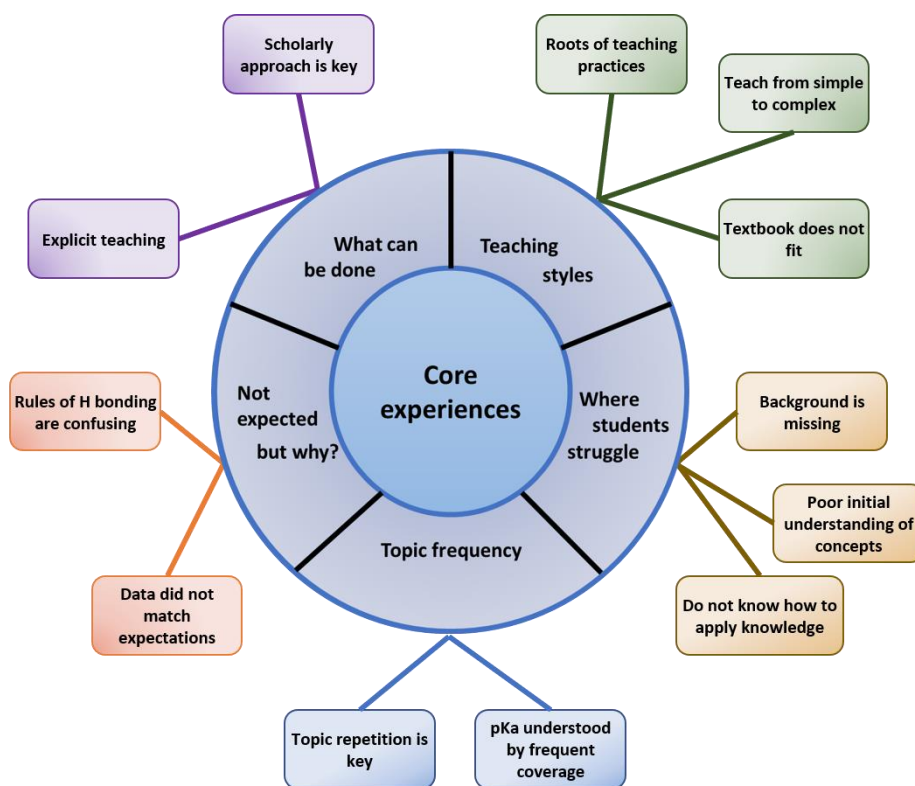 Scholarly
approach is key
Explicit teaching
Roots of teaching
practices
Teach from simple
to complex
Textbook does not
fit
What can
be done
Teaching
styles
Core
experiences
Not
expected
but why?
Where
students
struggle
Topic frequency
Rules of H bonding
are confusing
Data did not
match
expectations
Background is
missing
Poor initial
understanding of
concepts
Do not know how to
apply knowledge
Topic repetition is
key
pKa understood
by frequent
coverage